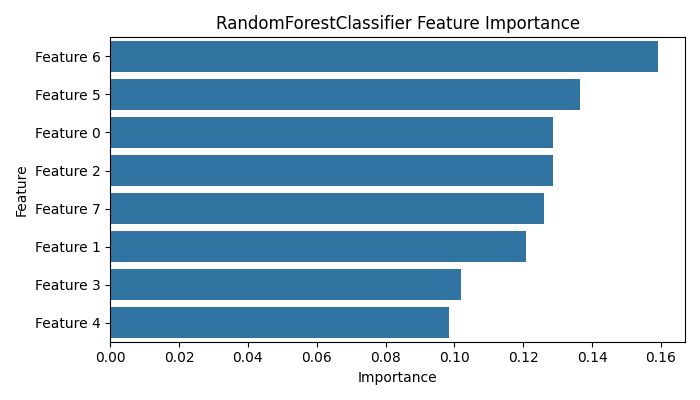 RandomForestClassifier Feature Importance
Feature
Feature 6
Feature 5
Feature 0
Feature 2
Feature 7
Feature 1
Feature 3
Feature 4
0.00 0.02 0.04 0.06 0.08 0.10 0.12 0.14 0.16
Importance